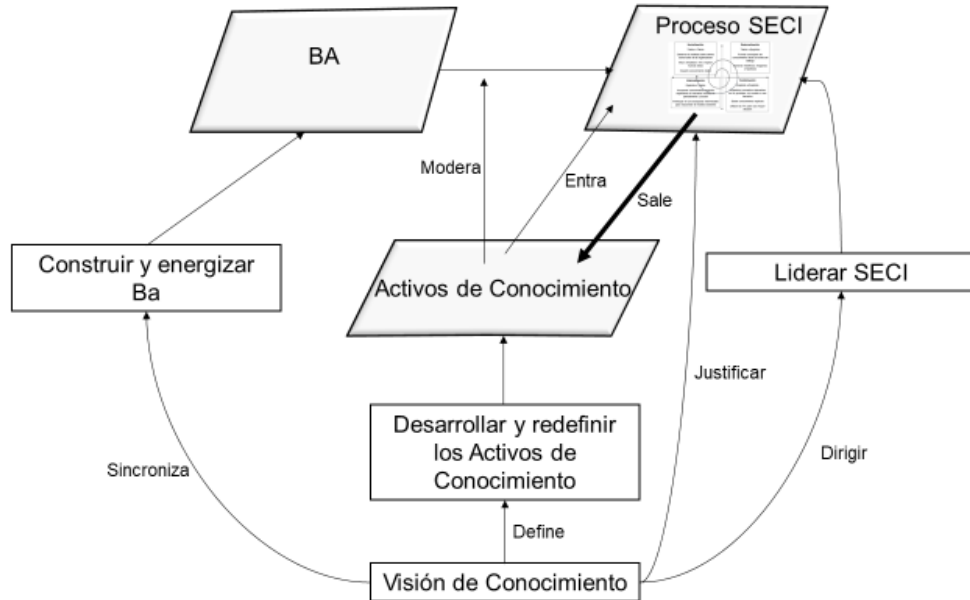 Proceso SECI
BA
Modera
Entra
Sale
Construir y energizar
Ba
Activos de Conocimiento
Liderar SECI
Justificar
Desarrollar y redefinir
los Activos de
Conocimiento
Sincroniza
Dirigir
Define
Visión de Conocimiento